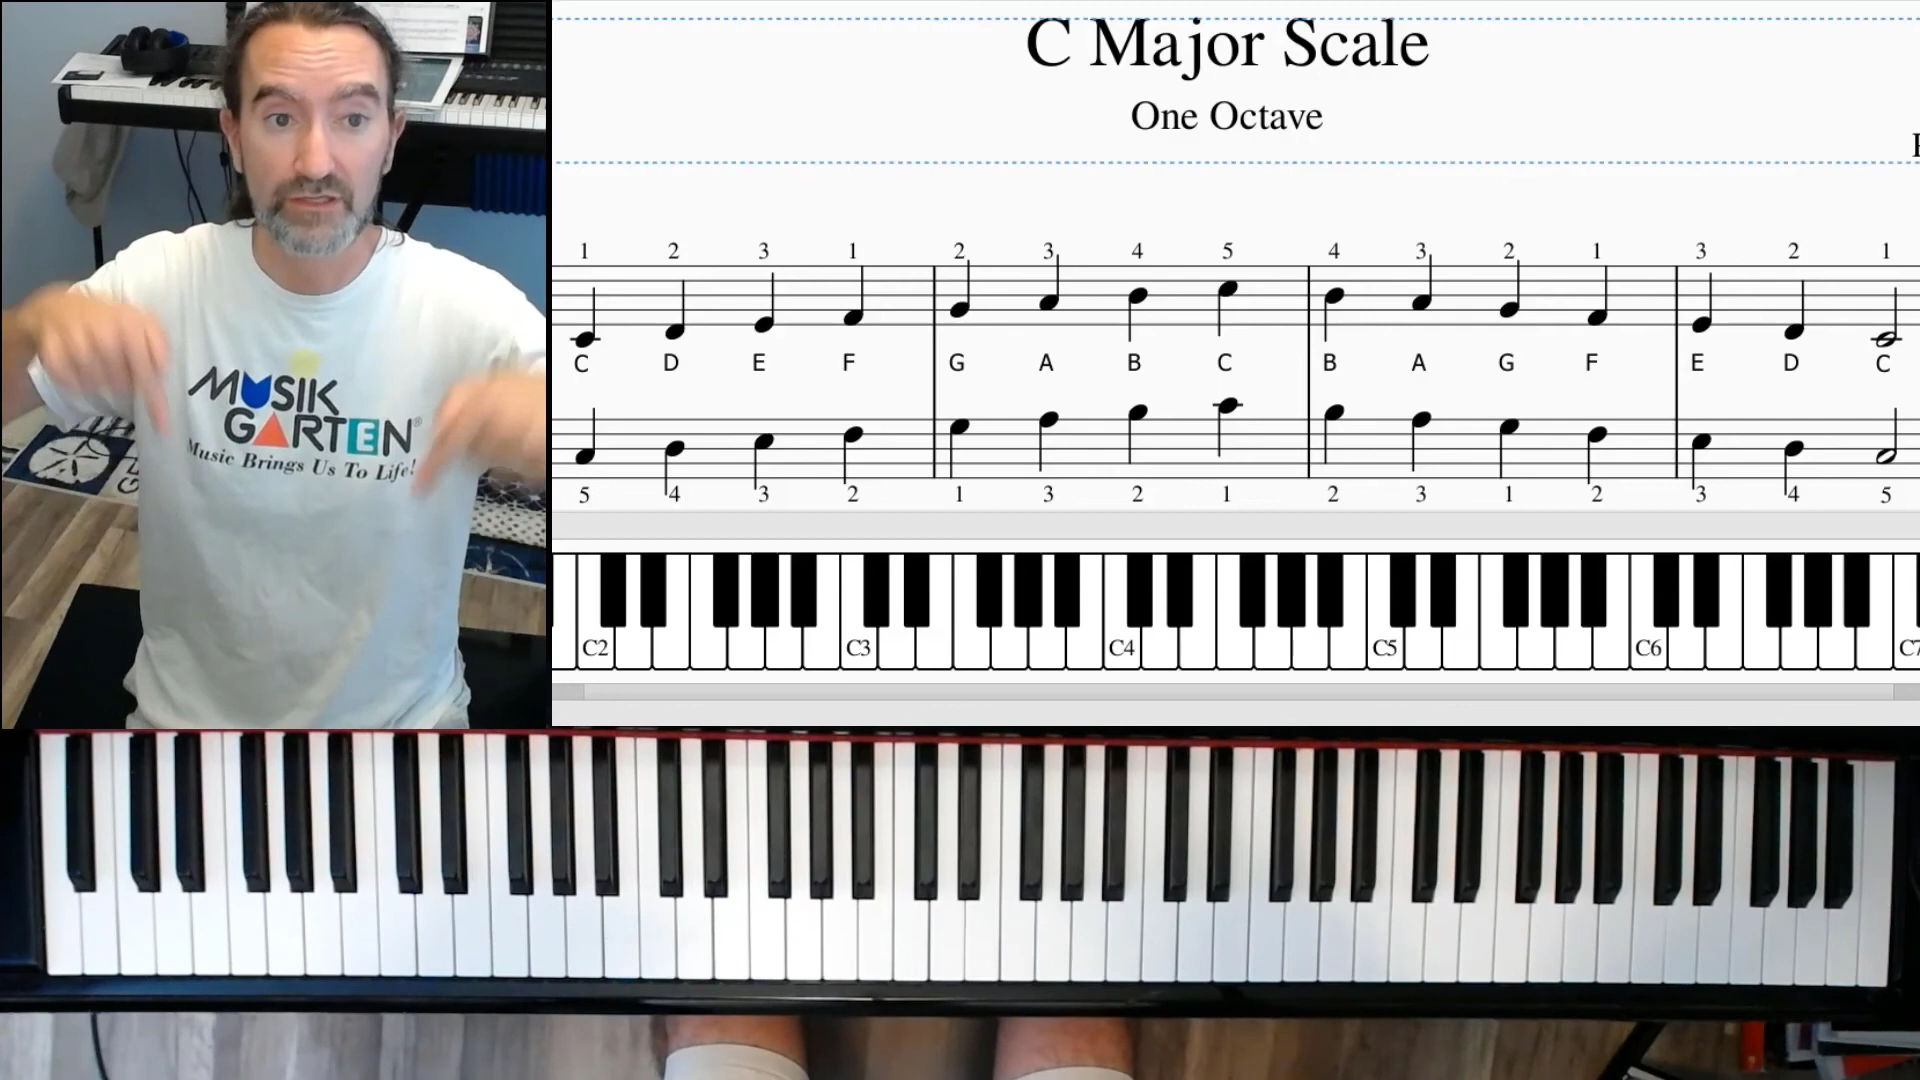 C Major Scale
One Octave
1 2 3 1 2 3 4 5 4 3 2 1 3 2 1
C D E F G A B C B A G F E D C
5 4 3 2 1 3 2 1 2 3 1 2 3 4 5
C2 C3 C4 C5 C6 C7
MUSIK
GARTEN®
Music Brings Us To Life!